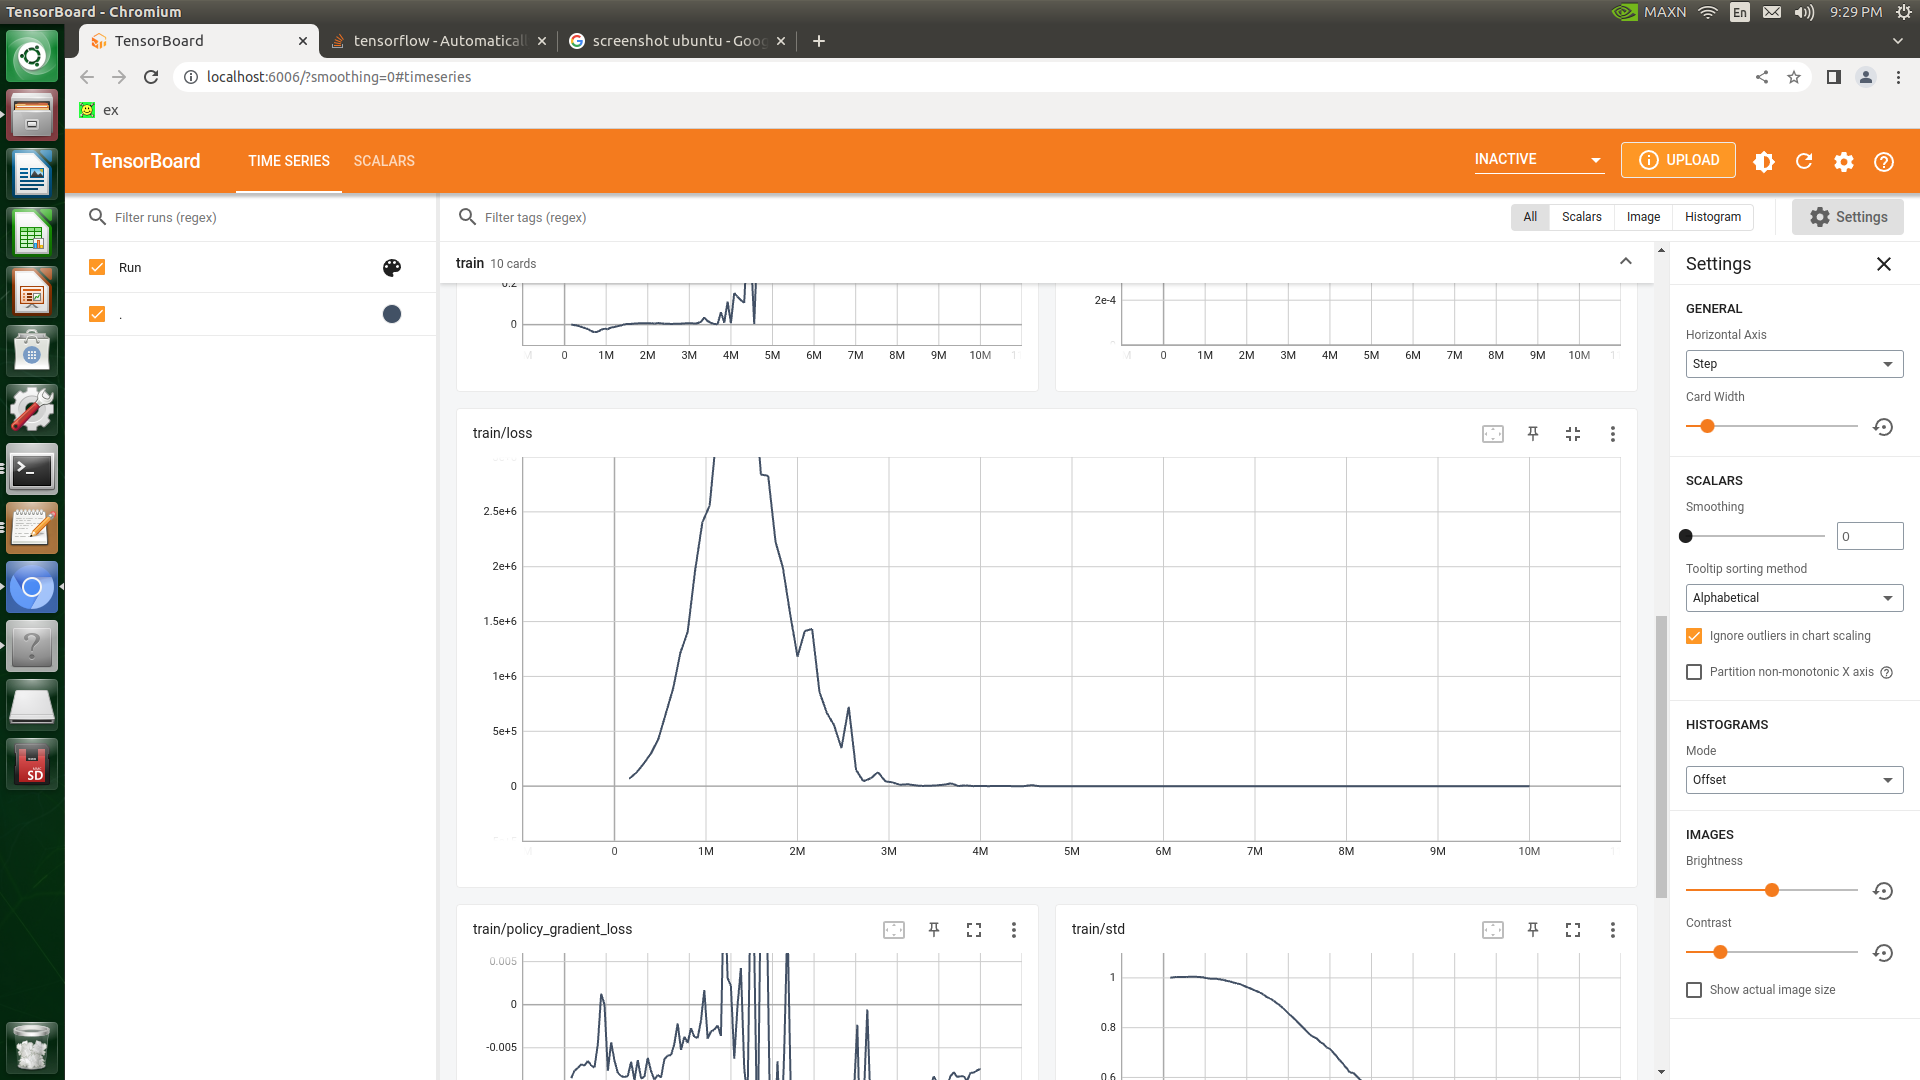 TensorBoard - Chromium
MAXN
En
9:29 PM
TensorBoard
tensorflow - Automaticall
screenshot ubuntu - Goog
localhost:6006/?smoothing=0#timeseries
ex
TensorBoard
TIME SERIES
SCALARS
INACTIVE
UPLOAD
Filter runs (regex)
Filter tags (regex)
All
Scalars
Image
Histogram
Settings
Run
.
train 10 cards
0.2
0
0 1M 2M 3M 4M 5M 6M 7M 8M 9M 10M
2e-4
0 1M 2M 3M 4M 5M 6M 7M 8M 9M 10M
train/loss
2.5e+6
2e+6
1.5e+6
1e+6
5e+5
0
0 1M 2M 3M 4M 5M 6M 7M 8M 9M 10M
train/policy_gradient_loss
0.005
0
-0.005
train/std
1
0.8
0.6
Settings
GENERAL
Horizontal Axis
Step
Card Width
SCALARS
Smoothing
0
Tooltip sorting method
Alphabetical
Ignore outliers in chart scaling
Partition non-monotonic X axis
HISTOGRAMS
Mode
Offset
IMAGES
Brightness
Contrast
Show actual image size
SD